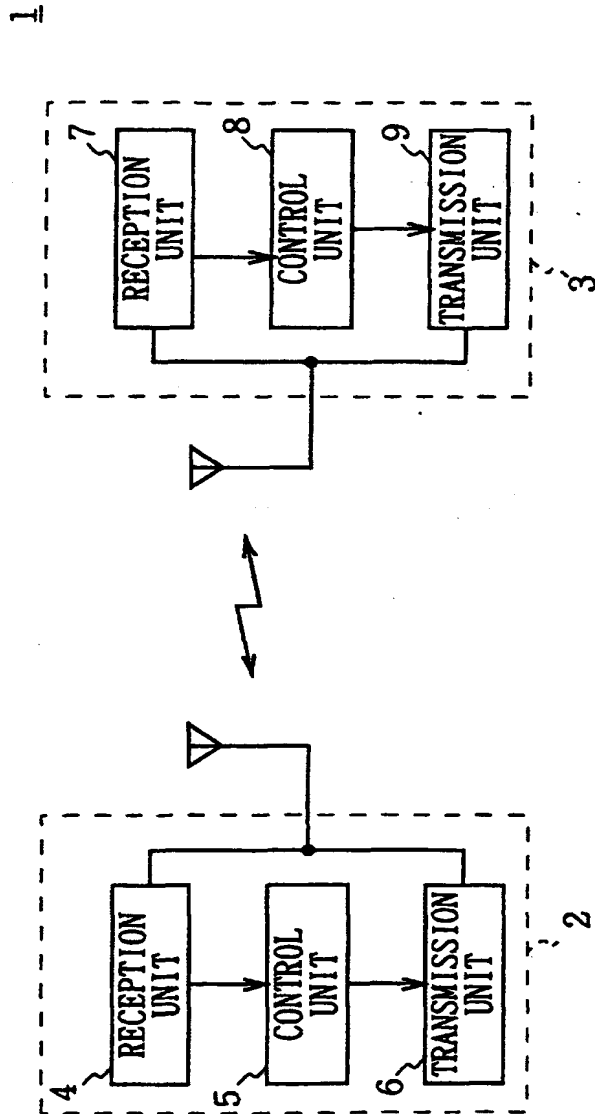 1
7
RECEPTION
UNIT
8
CONTROL
UNIT
9
TRANSMISSION
UNIT
3
4
RECEPTION
UNIT
5
CONTROL
UNIT
6
TRANSMISSION
UNIT
2